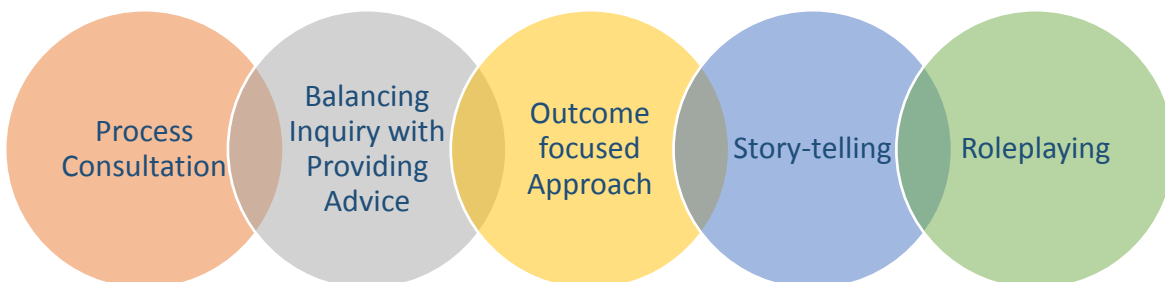 Process
Consultation
Balancing
Inquiry with
Providing
Advice
Outcome
focused
Approach
Story-telling
Roleplaying